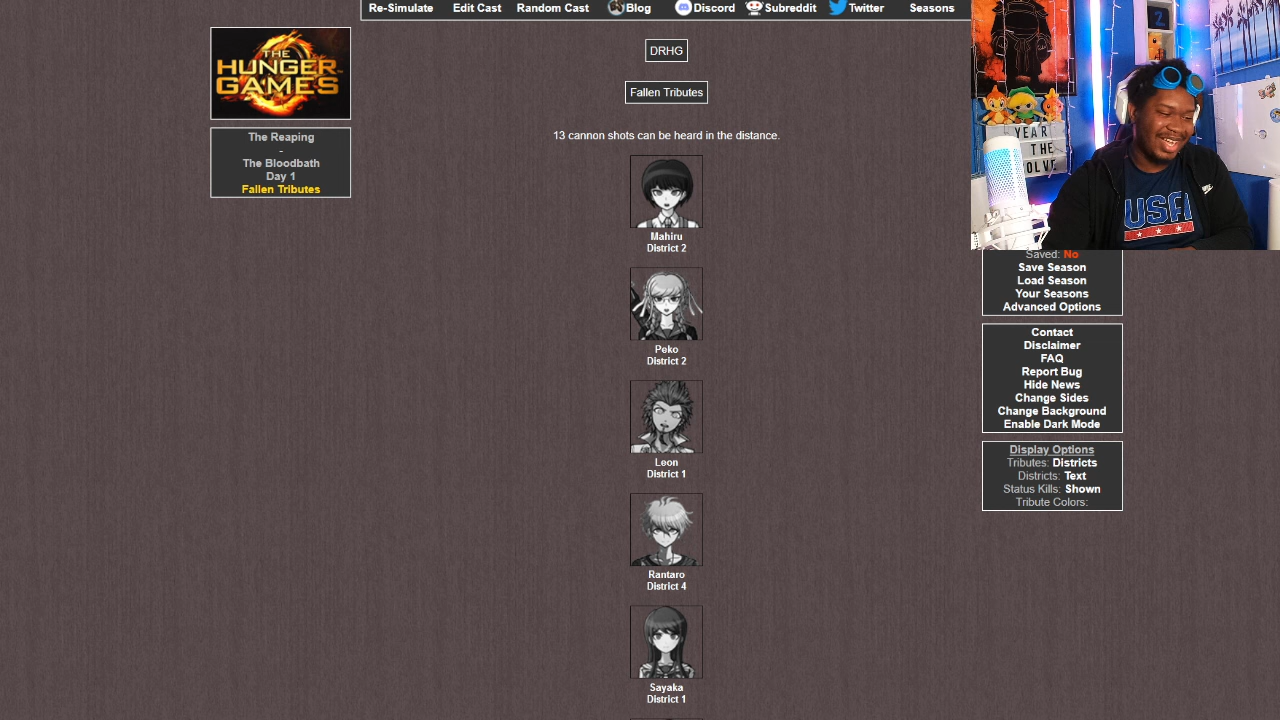 Re-Simulate Edit Cast Random Cast Blog Discord Subreddit Twitter Seasons
THE
HUNGER
GAMES
The Reaping
-
The Bloodbath
Day 1
Fallen Tributes
DRHG
Fallen Tributes
13 cannon shots can be heard in the distance.
Mahiru
District 2
Peko
District 2
Leon
District 1
Rantaro
District 4
Sayaka
District 1
2
YEAR
THE
OLVE
USA
Saved: No
Save Season
Load Season
Your Seasons
Advanced Options
Contact
Disclaimer
FAQ
Report Bug
Hide News
Change Sides
Change Background
Enable Dark Mode
Display Options
Tributes: Districts
Districts: Text
Status Kills: Shown
Tribute Colors: